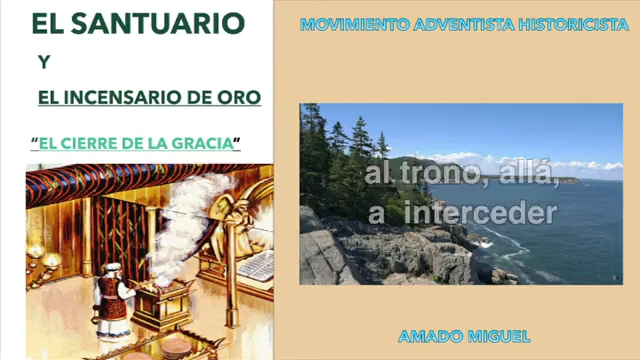 EL SANTUARIO
Y
EL INCENSARIO DE ORO
“EL CIERRE DE LA GRACIA”
MOVIMIENTO ADVENTISTA HISTORICISTA
al trono, allá,
a interceder
AMADO MIGUEL